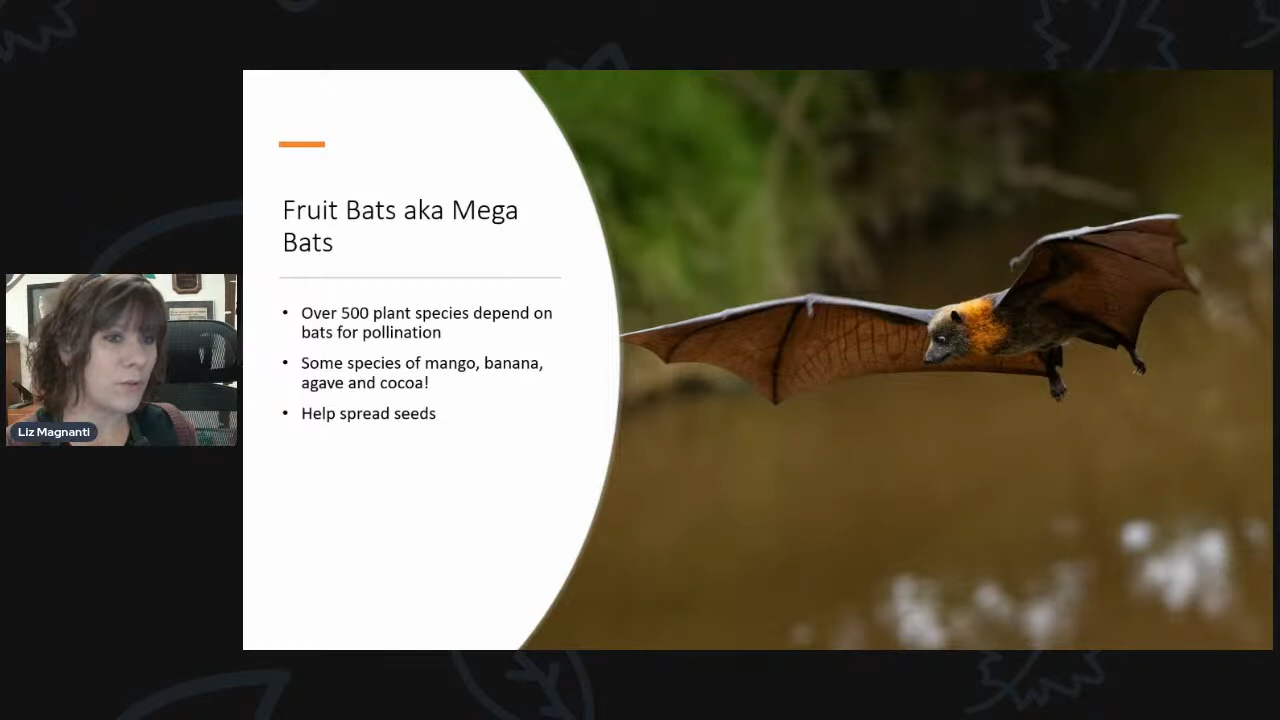 Fruit Bats aka Mega
Bats
• Over 500 plant species depend on
bats for pollination
• Some species of mango, banana,
agave and cocoa!
• Help spread seeds
Liz Magnanti